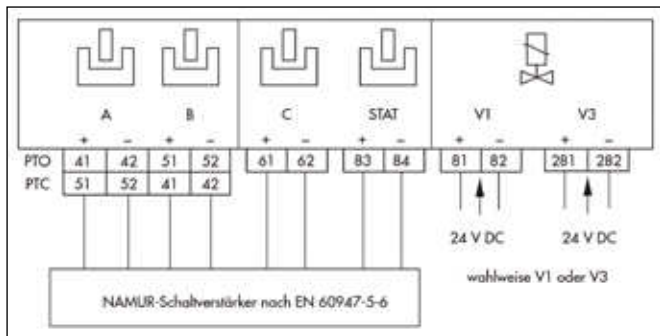 A B C STAT V1 V3
+ − + − + − + − + − + −
PTO 41 42 51 52 61 62 83 84 81 82 281 282
PTC 51 52 41 42
24 V DC 24 V DC
wahlweise V1 oder V3
NAMUR-Schaltverstärker nach EN 60947-5-6